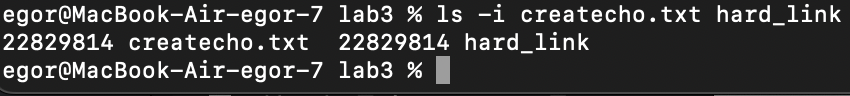 egor@MacBook-Air-egor-7 lab3 % ls -i createcho.txt hard_link
22829814 createcho.txt  22829814 hard_link
egor@MacBook-Air-egor-7 lab3 %